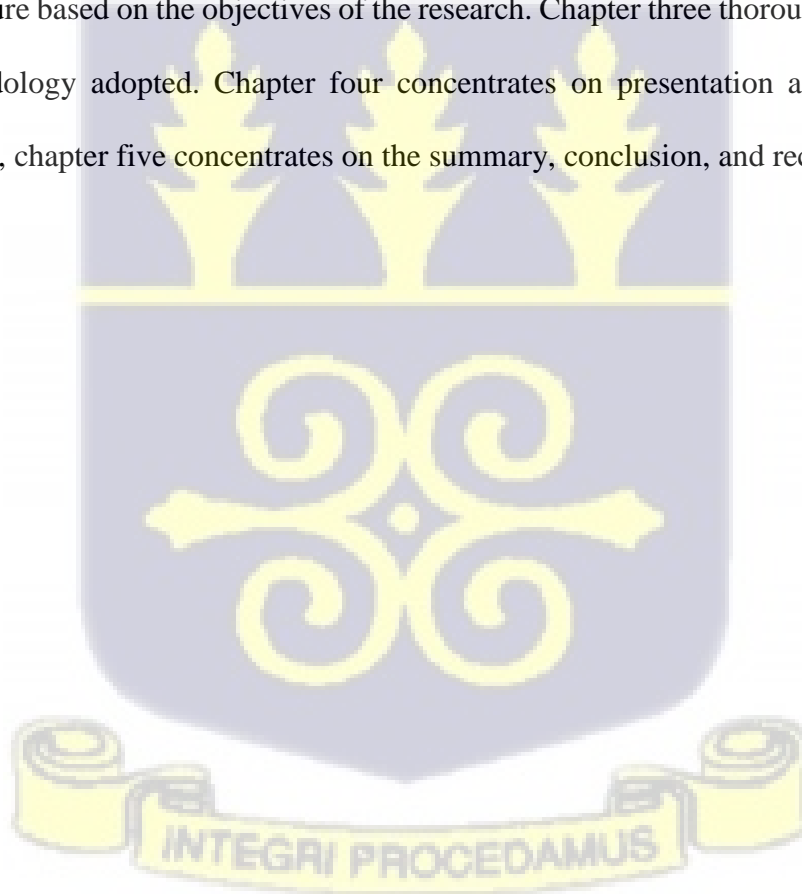 ure based on the objectives of the research. Chapter three thorou
dology adopted. Chapter four concentrates on presentation a
, chapter five concentrates on the summary, conclusion, and rec
INTEGRI PROCEDAMUS